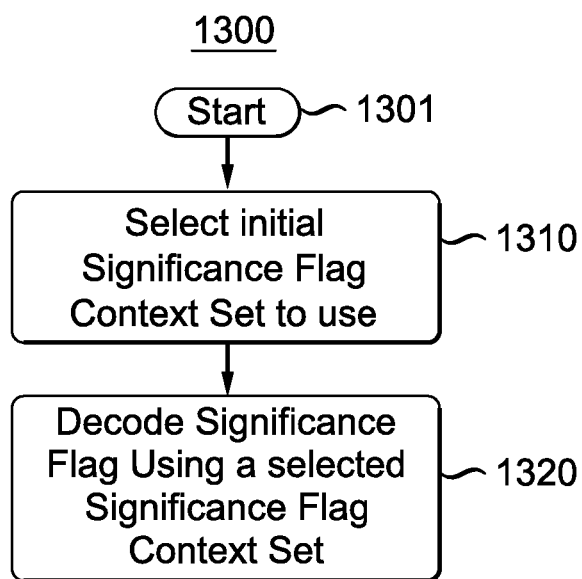 1300
Start 1301
Select initial
Significance Flag
Context Set to use
1310
Decode Significance
Flag Using a selected
Significance Flag
Context Set
1320